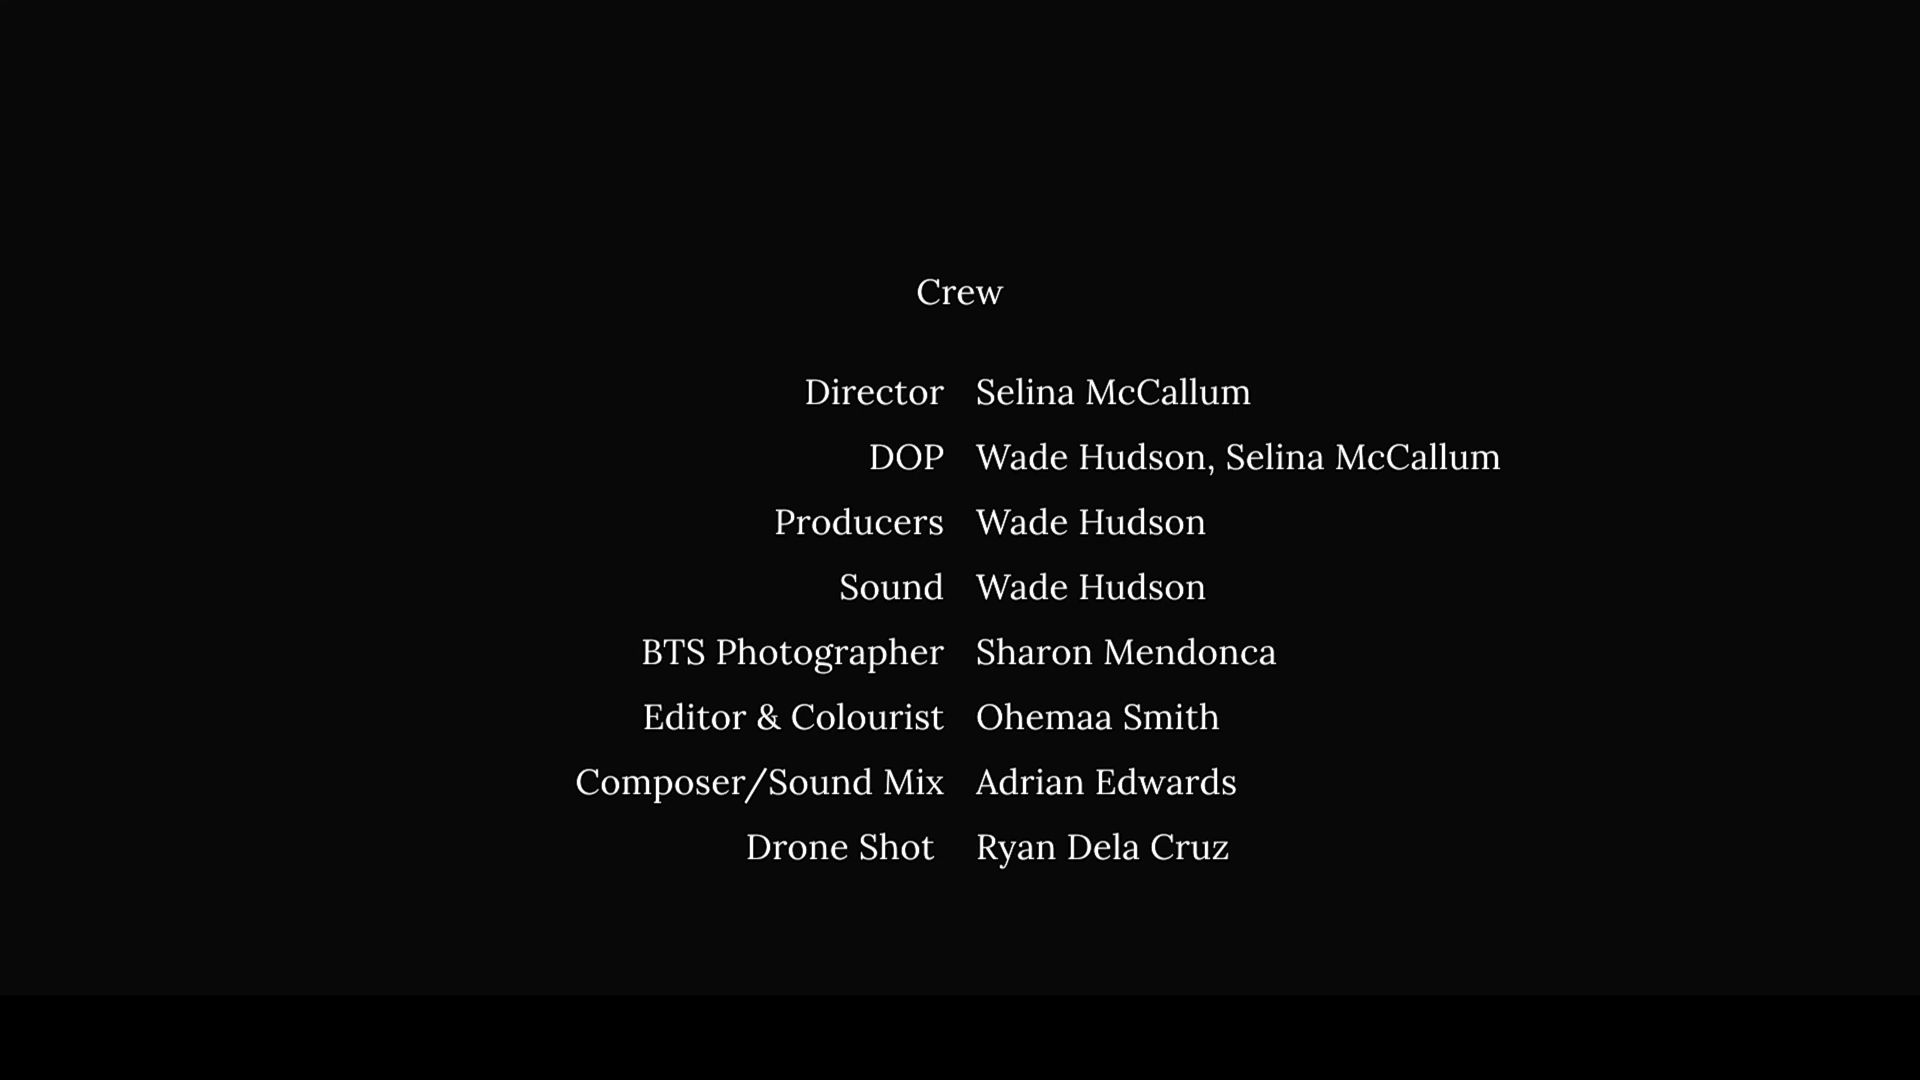 Crew
Director Selina McCallum
DOP Wade Hudson, Selina McCallum
Producers Wade Hudson
Sound Wade Hudson
BTS Photographer Sharon Mendonca
Editor & Colourist Ohemaa Smith
Composer/Sound Mix Adrian Edwards
Drone Shot Ryan Dela Cruz